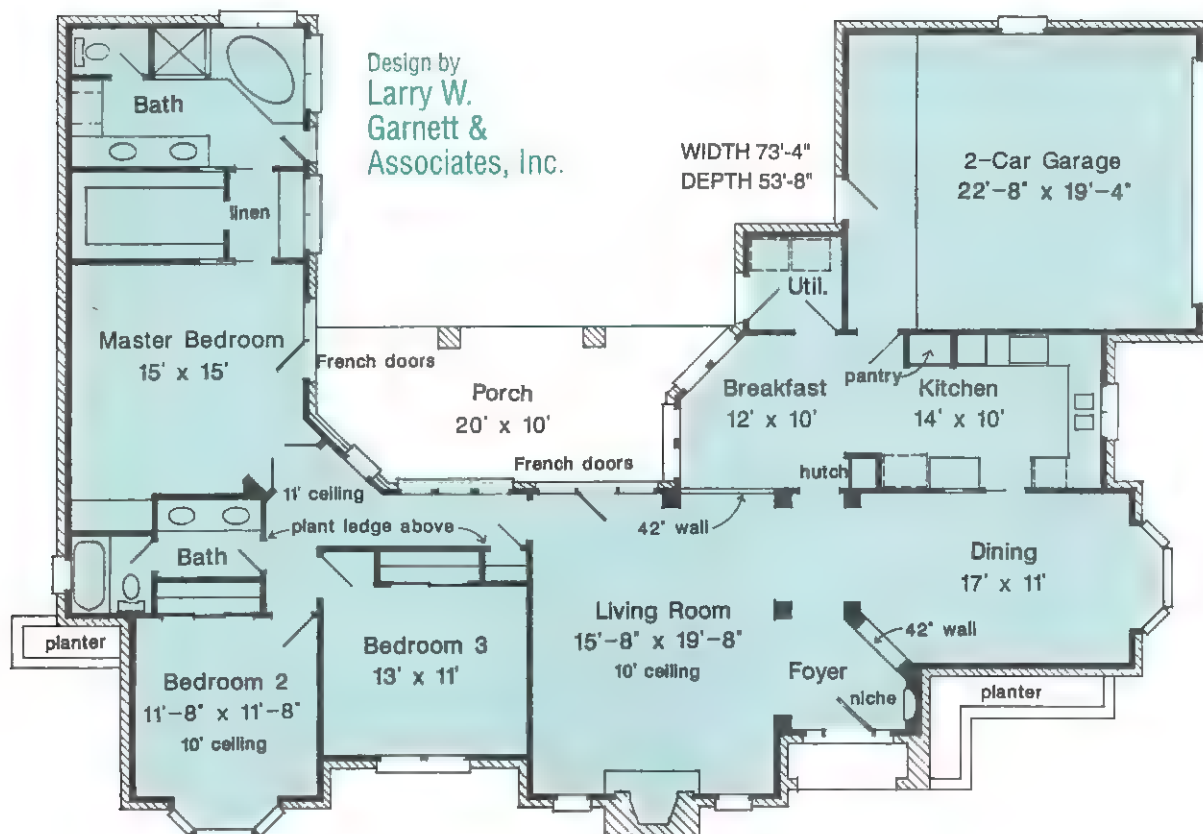 Design by
Larry W.
Garnett &
Associates, Inc.
WIDTH 73'-4"
DEPTH 53'-8"
2-Car Garage
22'-8" x 19'-4"
Bath
linen
Util.
Master Bedroom
15' x 15'
French doors
Porch
20' x 10'
French doors
Breakfast
12' x 10'
pantry
Kitchen
14' x 10'
hutch
11' ceiling
plant ledge above
42" wall
Bath
Dining
17' x 11'
Living Room
15'-8" x 19'-8"
10' ceiling
42" wall
planter
Bedroom 3
13' x 11'
Bedroom 2
11'-8" x 11'-8"
10' ceiling
Foyer
niche
planter